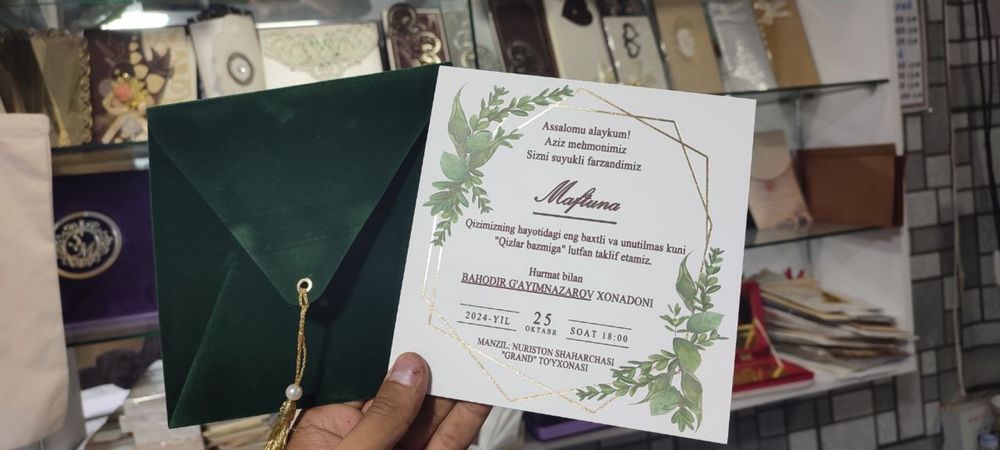 Assalomu alaykum!
Aziz mehmonimiz
Sizni suyukli farzandimiz
Maftuna
Qizimizning hayotidagi eng baxtli va unutilmas kuni
"Qizlar bazmiga" lutfan taklif etamiz.
Hurmat bilan
BAHODIR G'AYIMNAZAROV XONADONI
2024-YIL 25 OKTABR SOAT 18:00
MANZIL: NURISTON SHAHARCHASI
"GRAND" TO'YXONASI